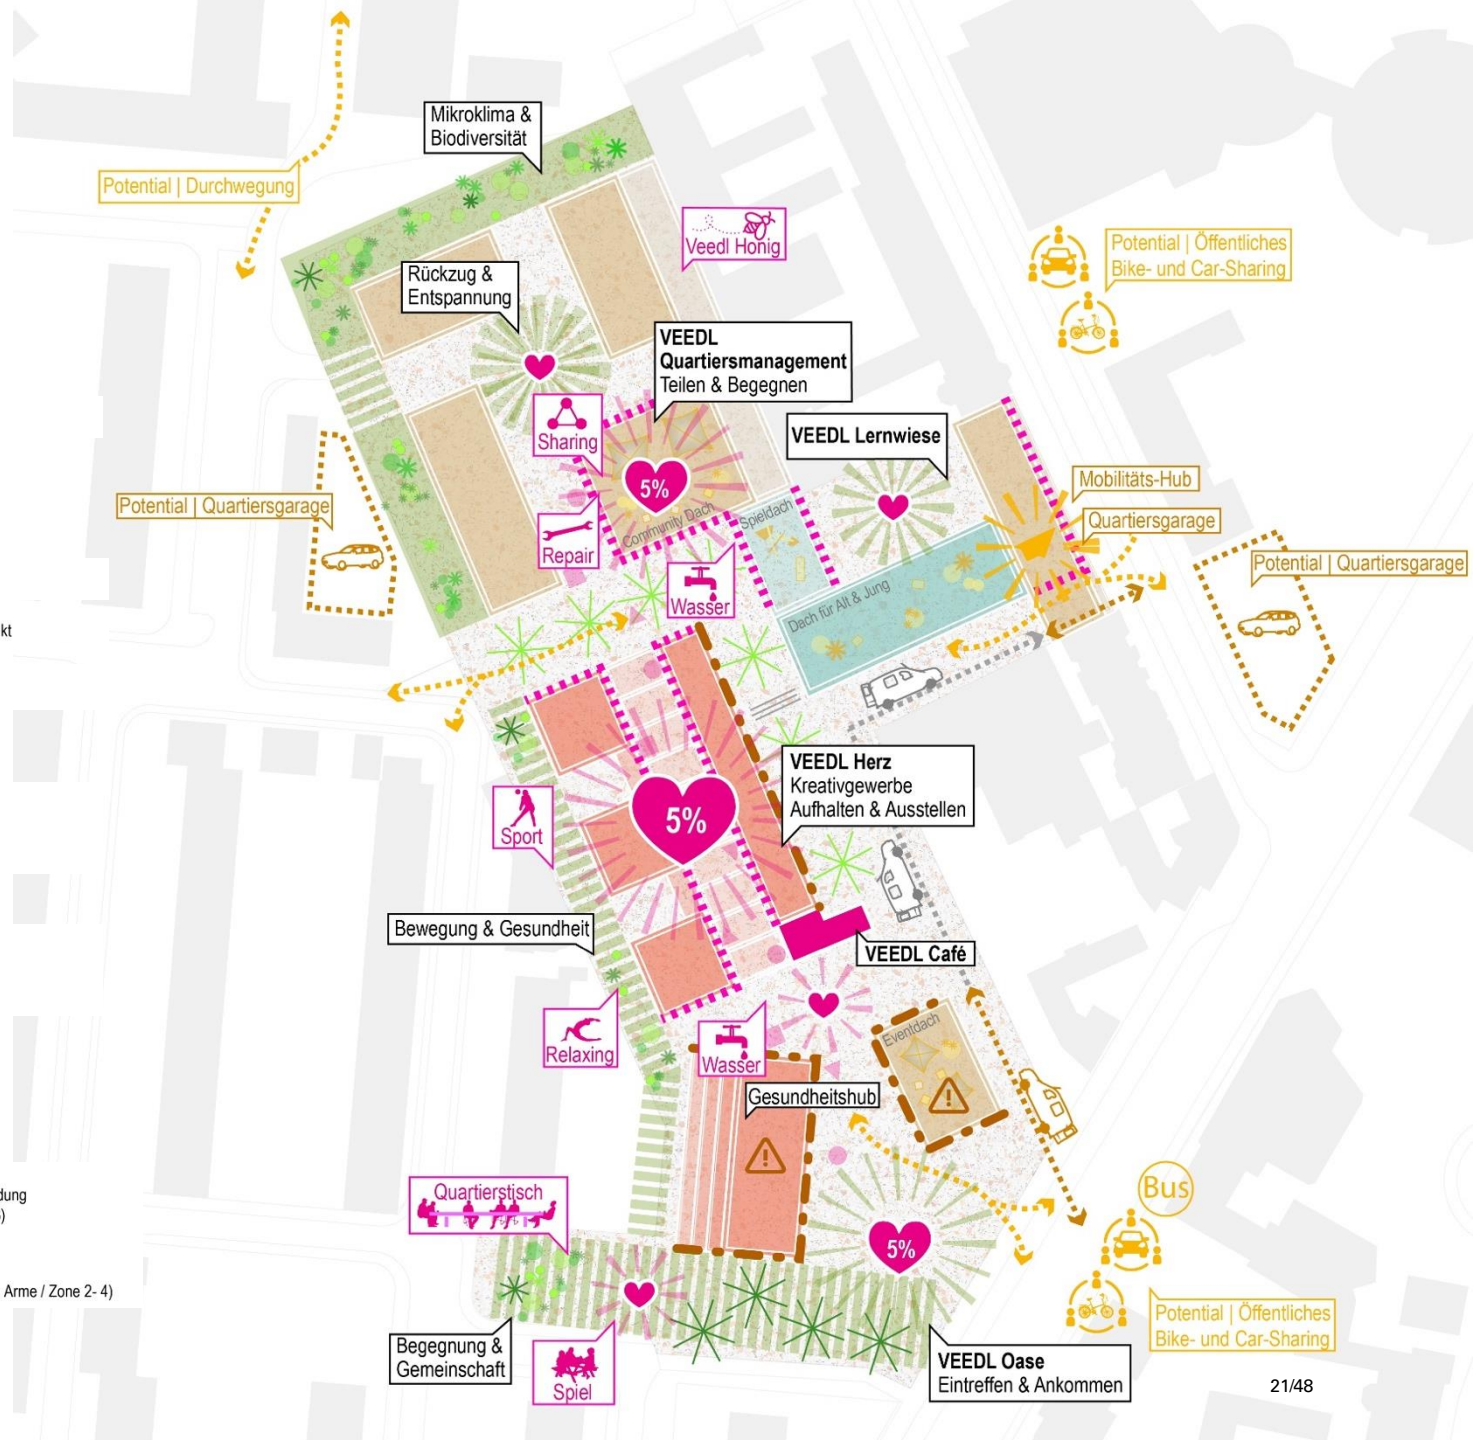 Mikroklima &
Biodiversität
Potential | Durchwegung
Veedl Honig
Potential | Öffentliches
Bike- und Car-Sharing
Rückzug &
Entspannung
VEEDL
Quartiersmanagement
Teilen & Begegnen
Sharing
VEEDL Lernwiese
Mobilitäts-Hub
Potential | Quartiersgarage
5%
Community Dach
Spieldach
Quartiersgarage
Repair
Potential | Quartiersgarage
Wasser
Dach für Alt & Jung
kt
VEEDL Herz
Kreativgewerbe
Aufhalten & Ausstellen
5%
Sport
Bewegung & Gesundheit
VEEDL Café
Relaxing
Wasser
Eventdach
Gesundheitshub
Quartierstisch
Bus
dung
)
5%
Arme / Zone 2- 4)
Potential | Öffentliches
Bike- und Car-Sharing
Begegnung &
Gemeinschaft
Spiel
VEEDL Oase
Eintreffen & Ankommen
21/48